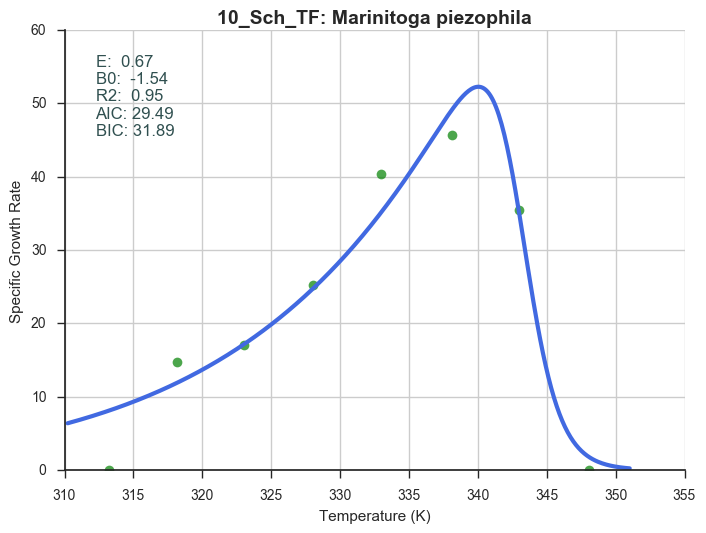 10_Sch_TF: Marinitoga piezophila
60
E: 0.67
B0: -1.54
R2: 0.95
AIC: 29.49
BIC: 31.89
50
40
30
20
10
0
Specific Growth Rate
310 315 320 325 330 335 340 345 350 355
Temperature (K)